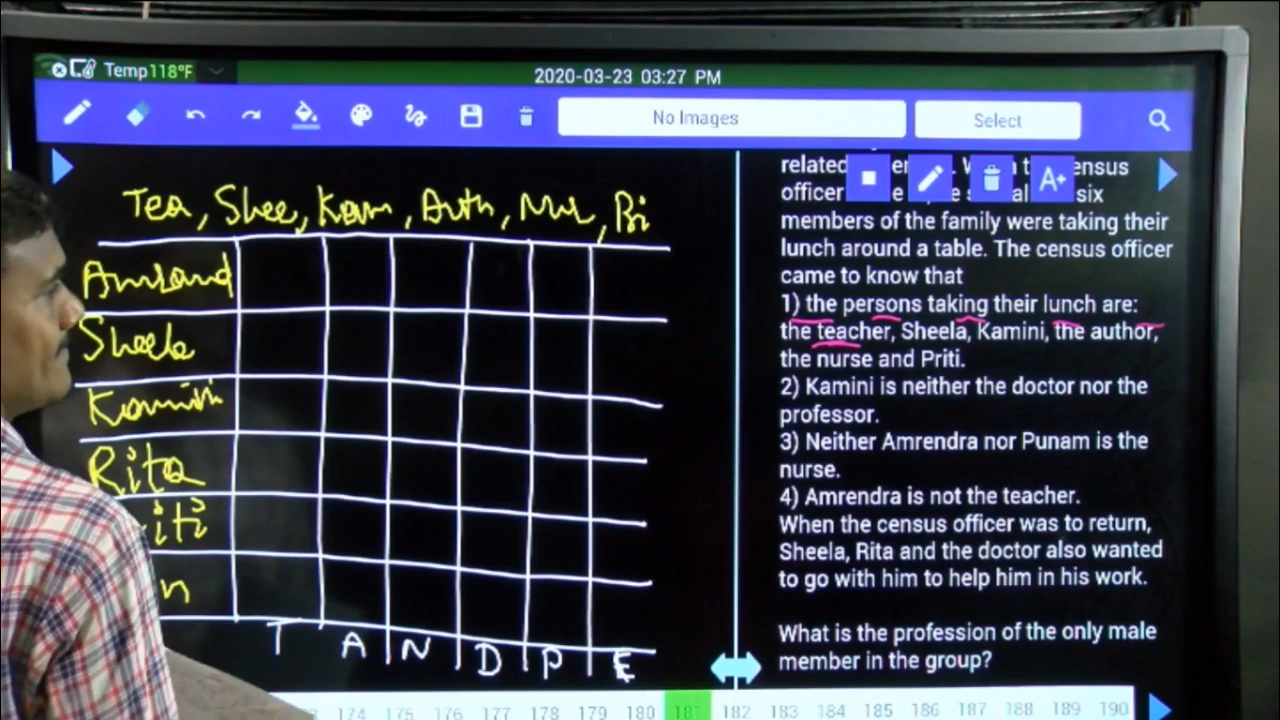 Temp118°F
2020-03-23 03:27 PM
No Images
Select
Tea, Shee, Kam, Auth, Nur, Pri
Sheela
Kamini
Rita
iti
n
T A N D P E
related
ensus
officer
six
members of the family were taking their
lunch around a table. The census officer
came to know that
1) the persons taking their lunch are:
the teacher, Sheela, Kamini, the author,
the nurse and Priti.
2) Kamini is neither the doctor nor the
professor.
3) Neither Amrendra nor Punam is the
nurse.
4) Amrendra is not the teacher.
When the census officer was to return,
Sheela, Rita and the doctor also wanted
to go with him to help him in his work.
What is the profession of the only male
member in the group?
174 175 176 177 178 179 180 181 182 183 184 185 186 187 188 189 190